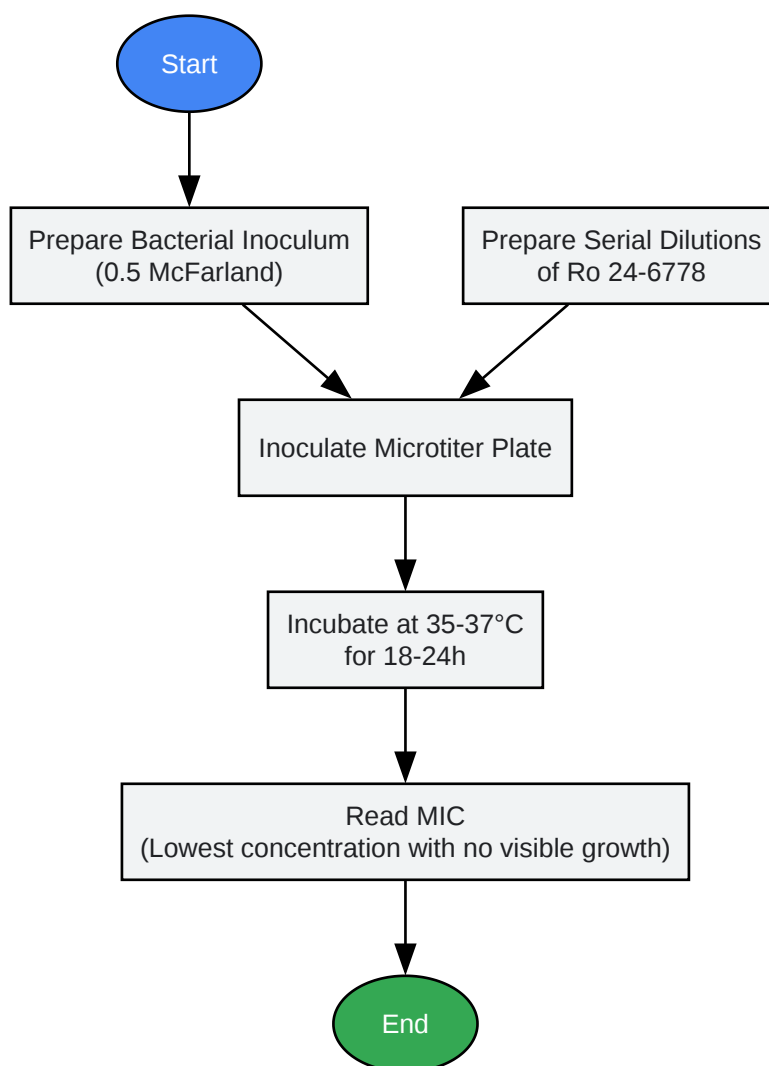 Start
Prepare Bacterial Inoculum
(0.5 McFarland)
Prepare Serial Dilutions
of Ro 24-6778
Inoculate Microtiter Plate
Incubate at 35-37°C
for 18-24h
Read MIC
(Lowest concentration with no visible growth)
End